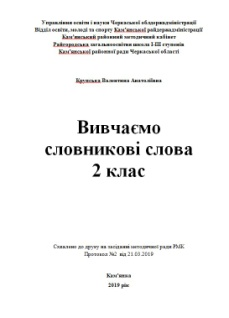 Управління освіти і науки Черкаської облдержадміністрації
Відділ освіти, молоді та спорту Кам'янської райдержадміністрації
Кам'янський районний методичний кабінет
Райгородська загальноосвітня школа І-ІІІ ступенів
Кам'янської районної ради Черкаської області
Валентина Анатоліївна
Вивчаємо
словникові слова
2 клас
Схвалено до друку на засіданні методичної ради РМК
Протокол №2 від 21.03.2019
Кам'янка
2019 рік